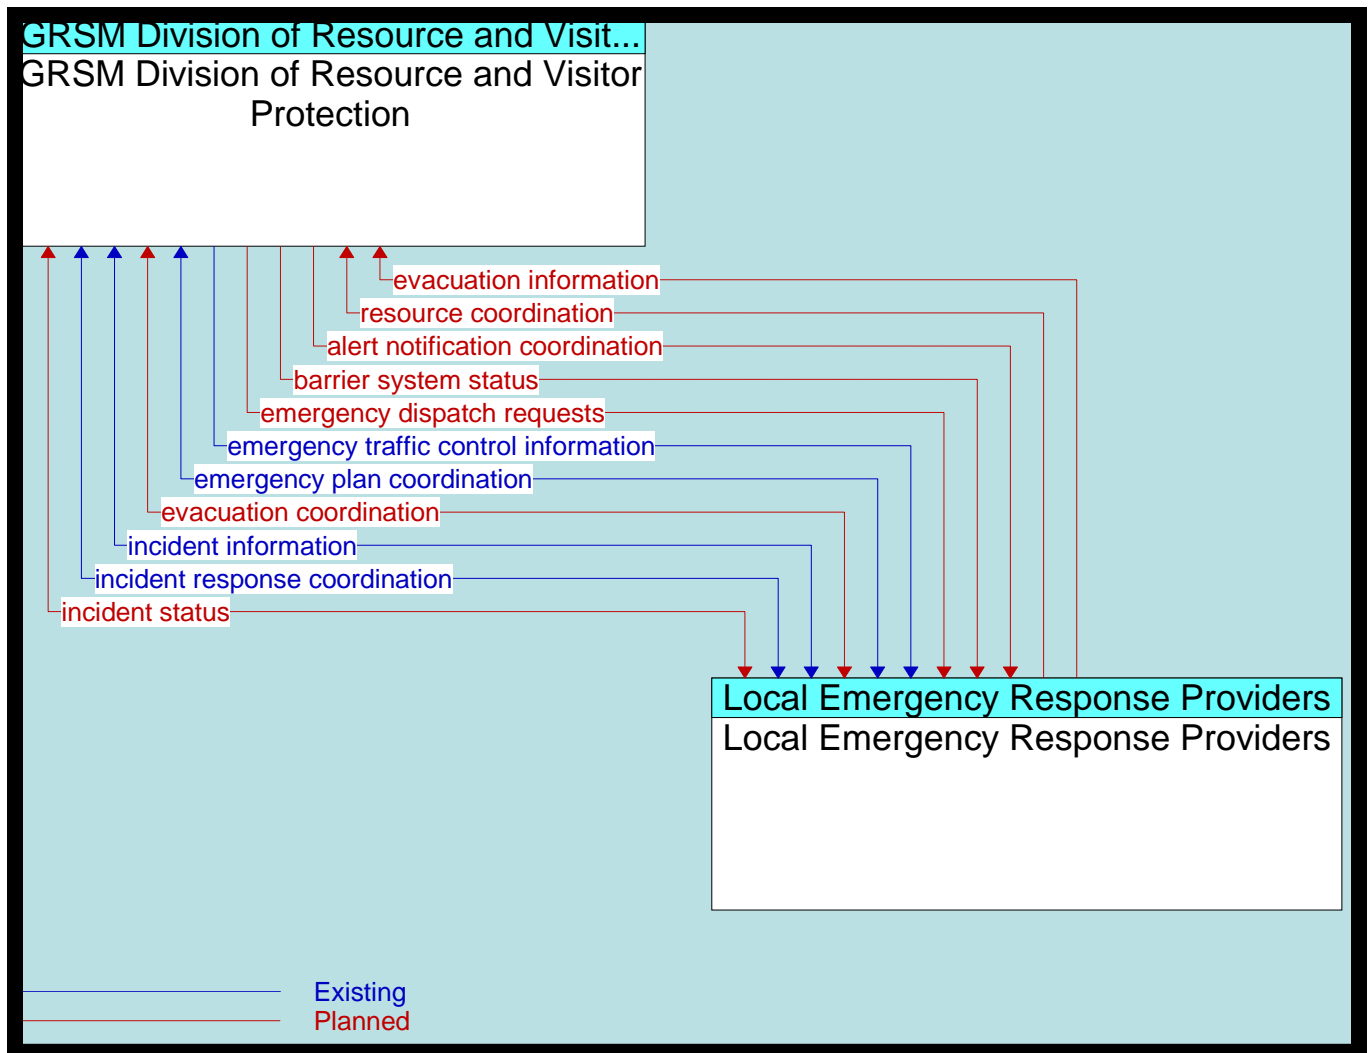 GRSM Division of Resource and Visit...
GRSM Division of Resource and Visitor
Protection
evacuation information
resource coordination
alert notification coordination
barrier system status
emergency dispatch requests
emergency traffic control information
emergency plan coordination
evacuation coordination
incident information
incident response coordination
incident status
Local Emergency Response Providers
Local Emergency Response Providers
Existing
Planned